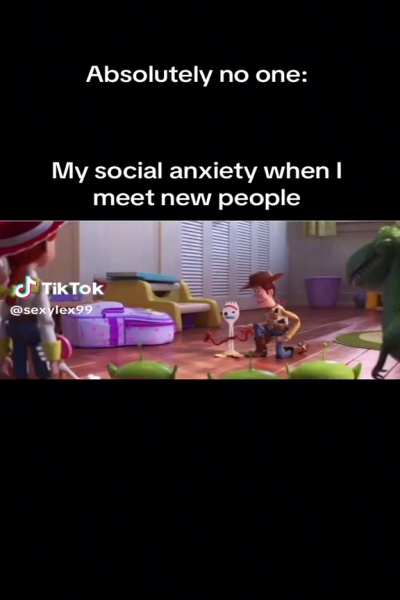 Absolutely no one:
My social anxiety when I
meet new people
TikTok
@sexylex99